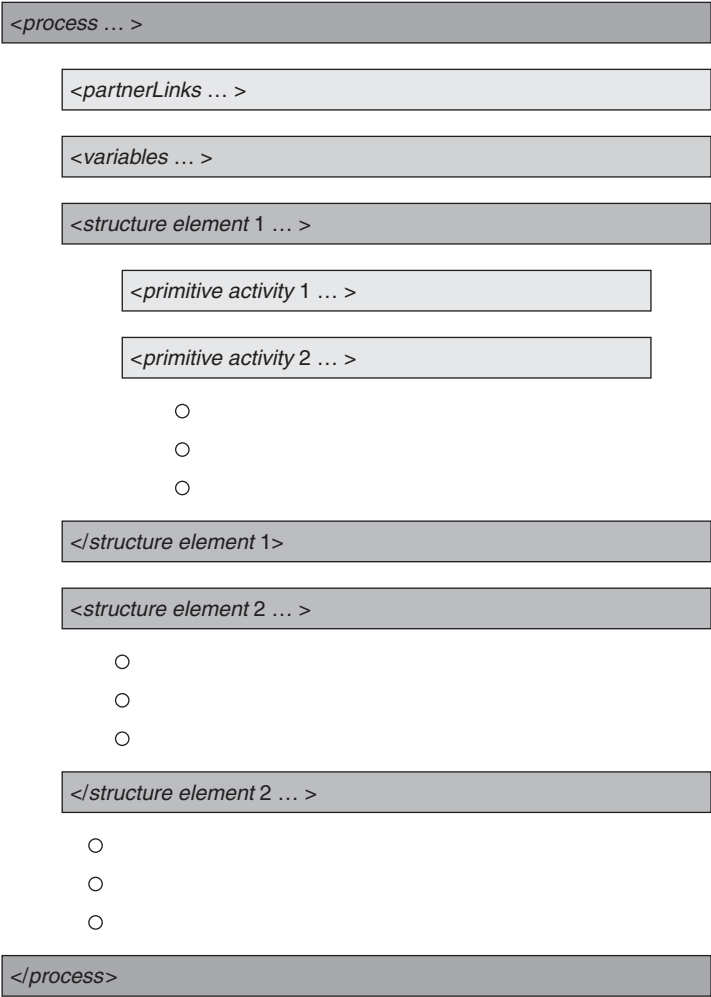 <process … >
<partnerLinks … >
<variables … >
<structure element 1 … >
<primitive activity 1 … >
<primitive activity 2 … >
</structure element 1>
<structure element 2 … >
</structure element 2 … >
</process>